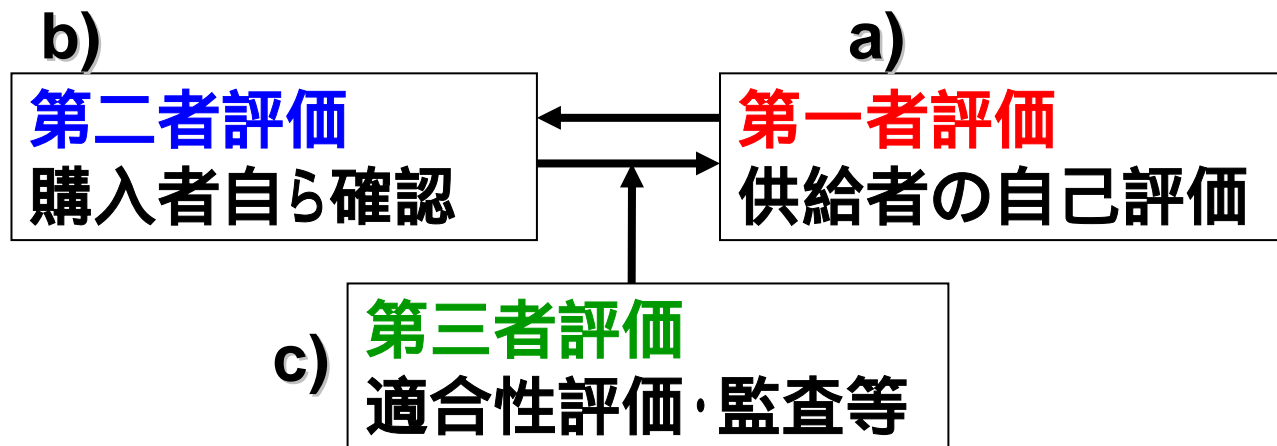 b)
第二者評価
購入者自ら確認
a)
第一者評価
供給者の自己評価
c)
第三者評価
適合性評価・監査等